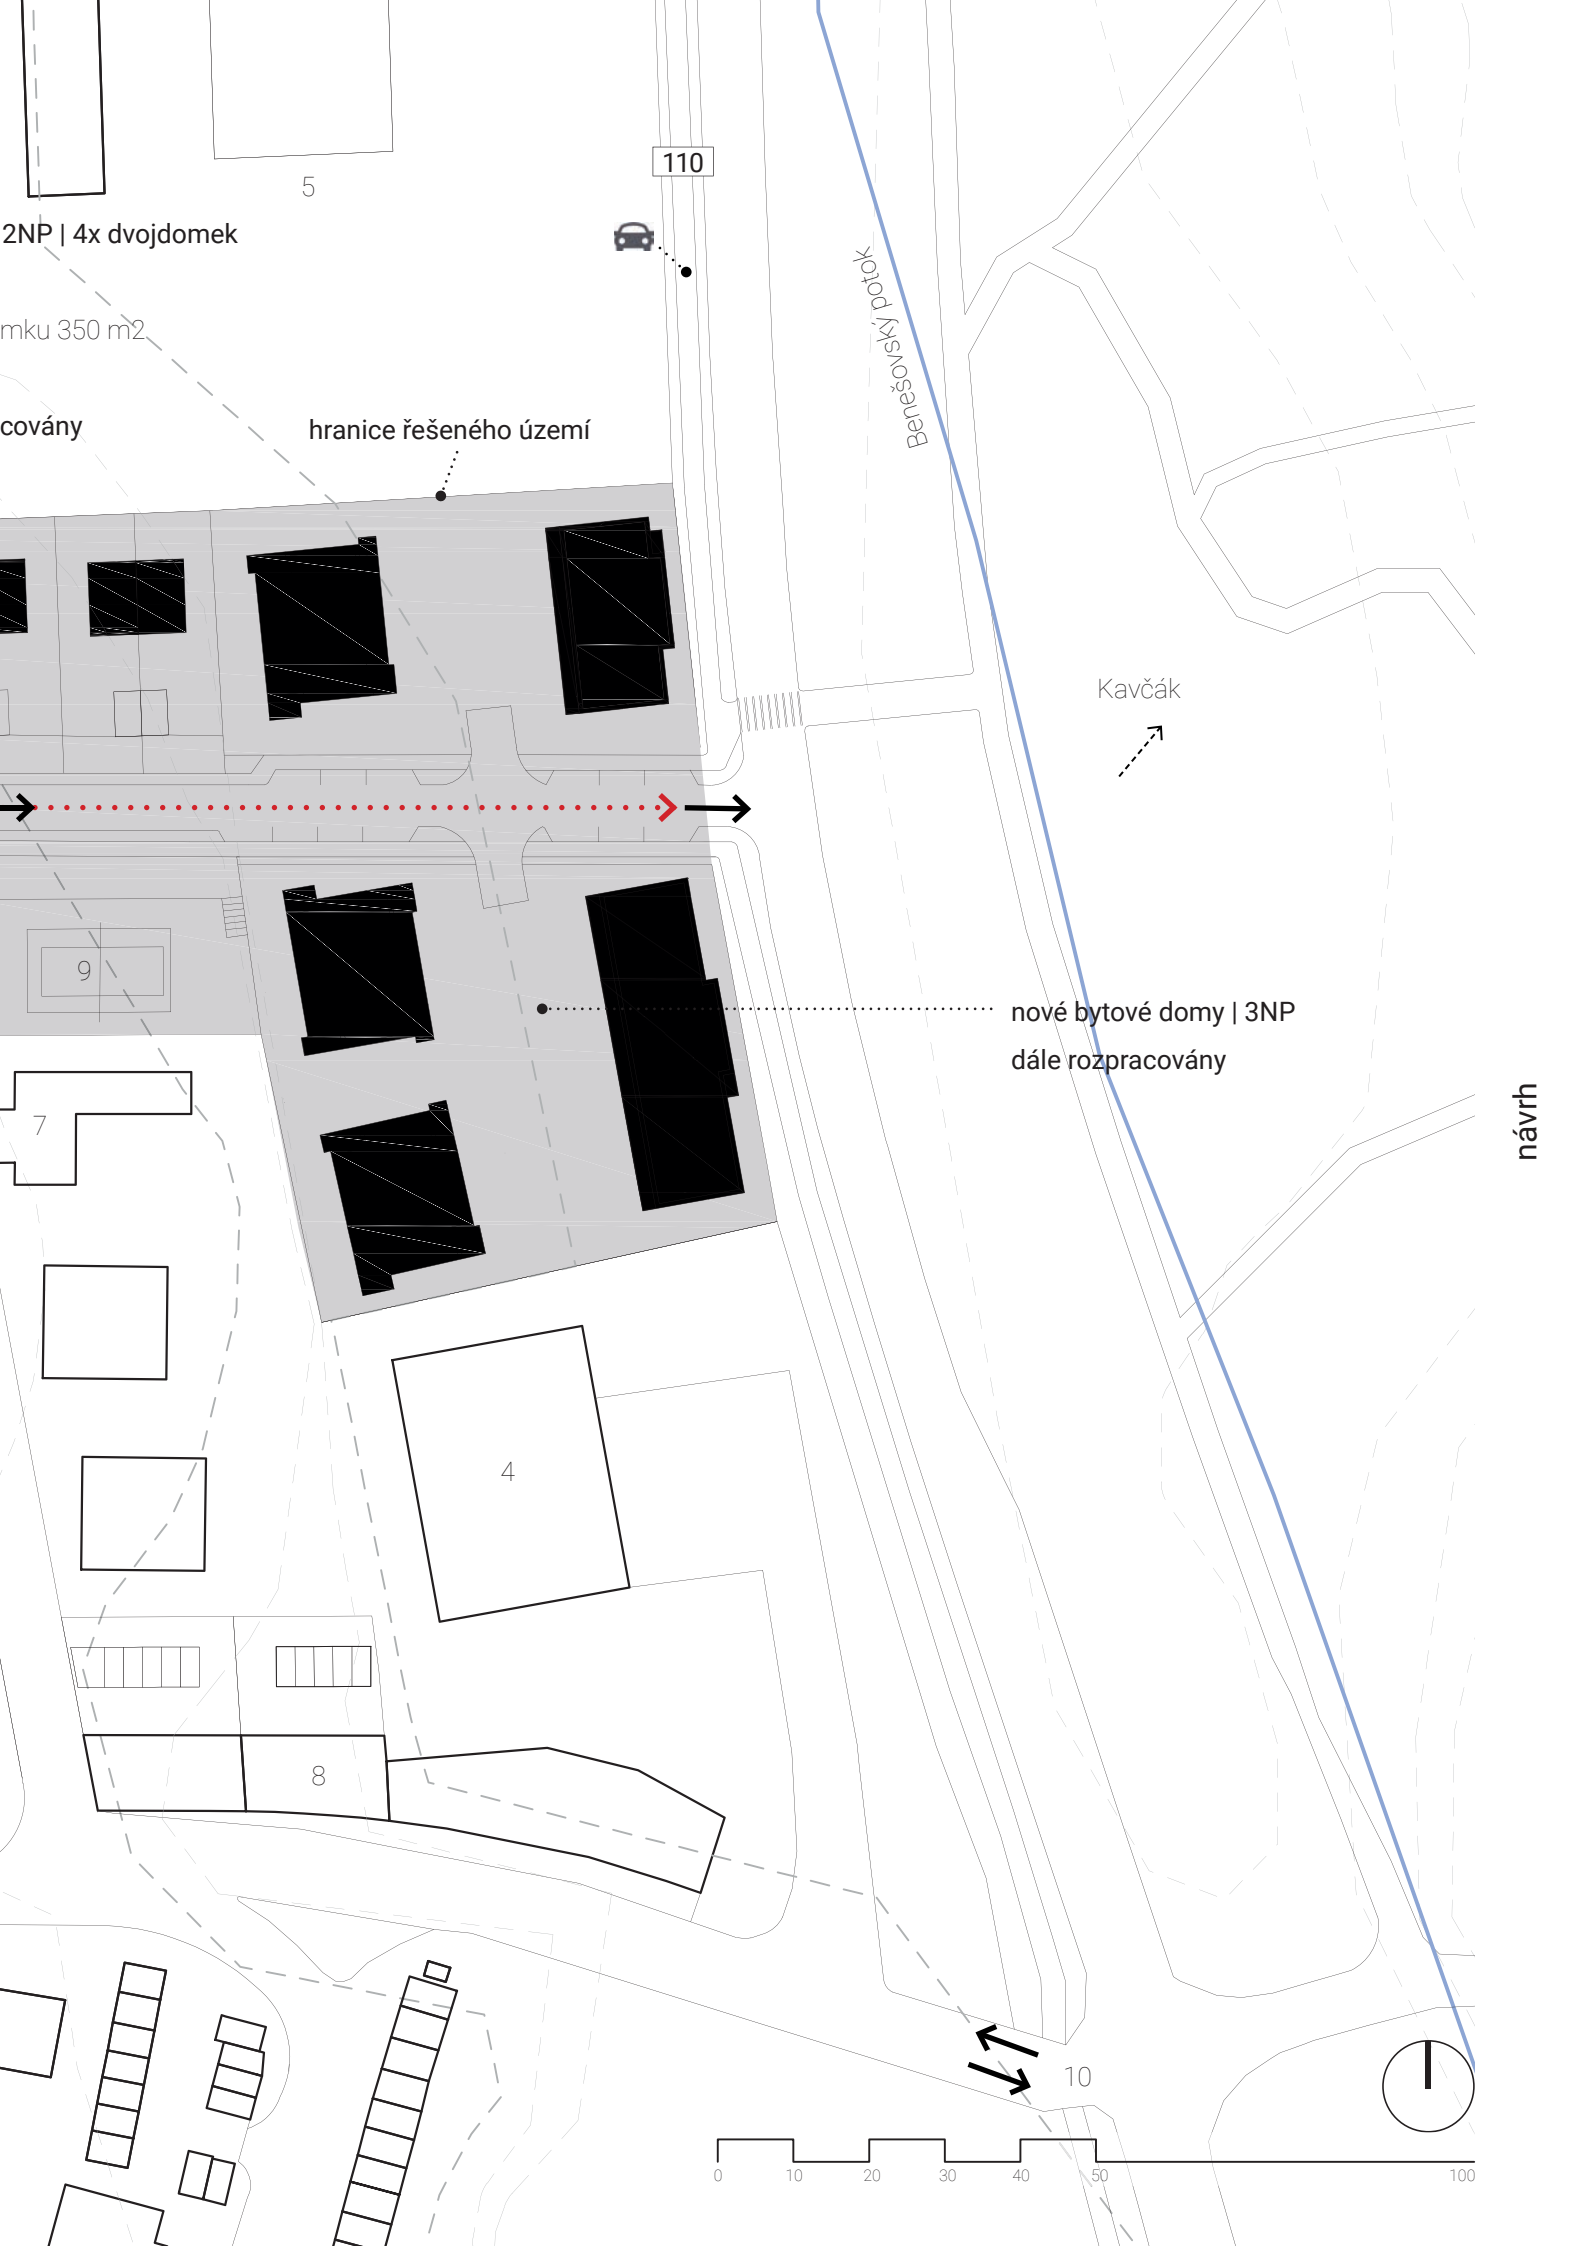 110
5
2NP | 4x dvojdomek
Benešovský potok
mku 350 m2
covány
hranice řešeného území
Kavčák
9
nové bytové domy | 3NP
dále rozpracovány
návrh
7
4
8
10
0 10 20 30 40 50 100